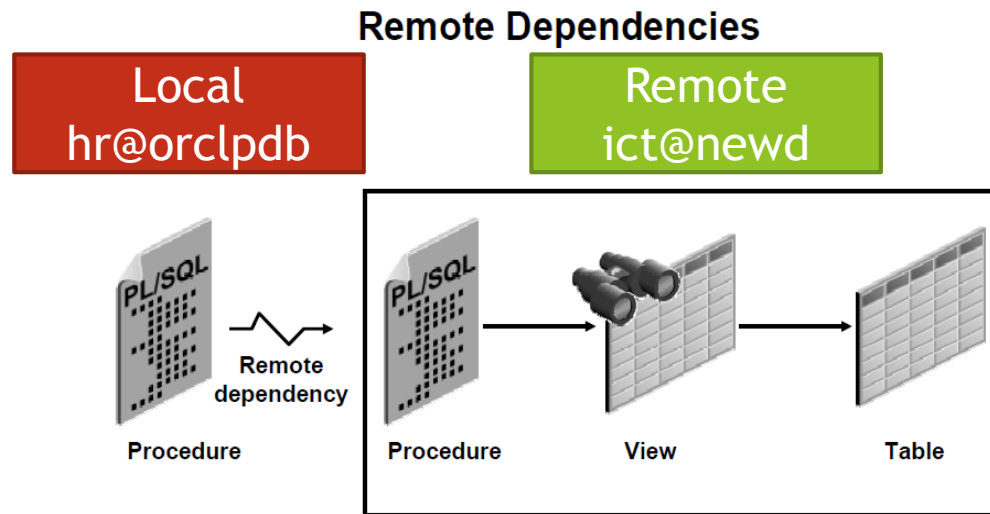 Remote Dependencies
Local
hr@orclpdb
Remote
ict@newd
PL/SQL
PL/SQL
Remote
dependency
Procedure
Procedure
View
Table